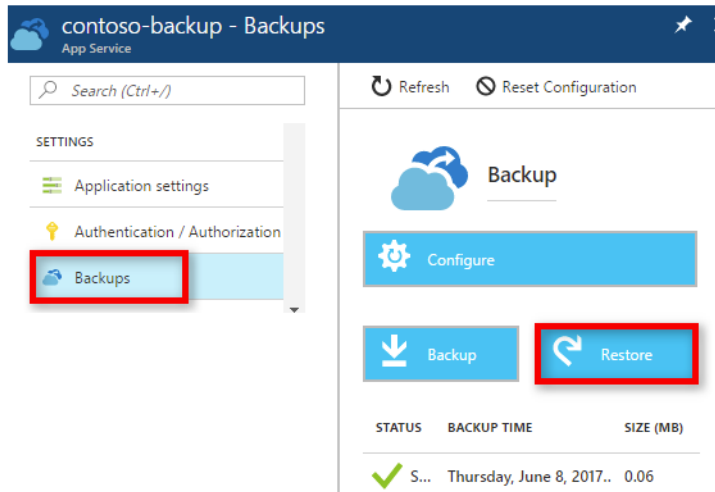 contoso-backup - Backups
App Service
Search (Ctrl+/)
SETTINGS
Application settings
Authentication / Authorization
Backups
Refresh
Reset Configuration
Backup
Configure
Backup
Restore
STATUS BACKUP TIME SIZE (MB)
S... Thursday, June 8, 2017.. 0.06